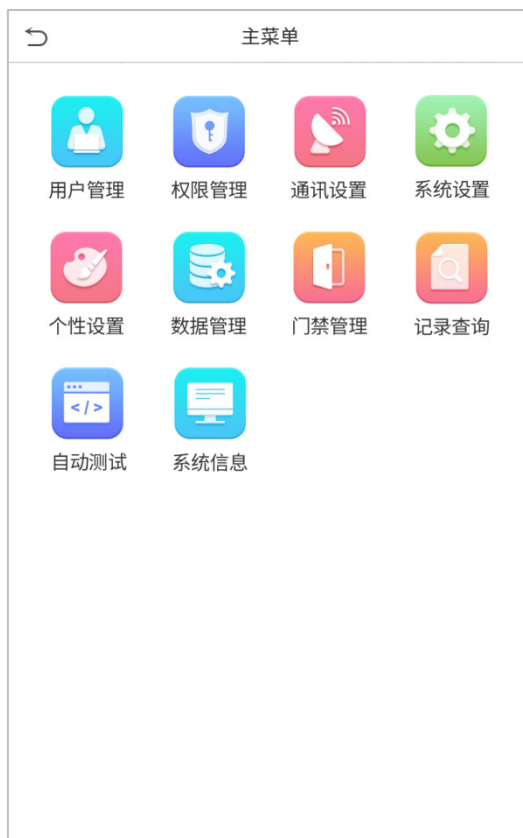 主菜单
用户管理 权限管理 通讯设置 系统设置
个性设置 数据管理 门禁管理 记录查询
</>
自动测试 系统信息